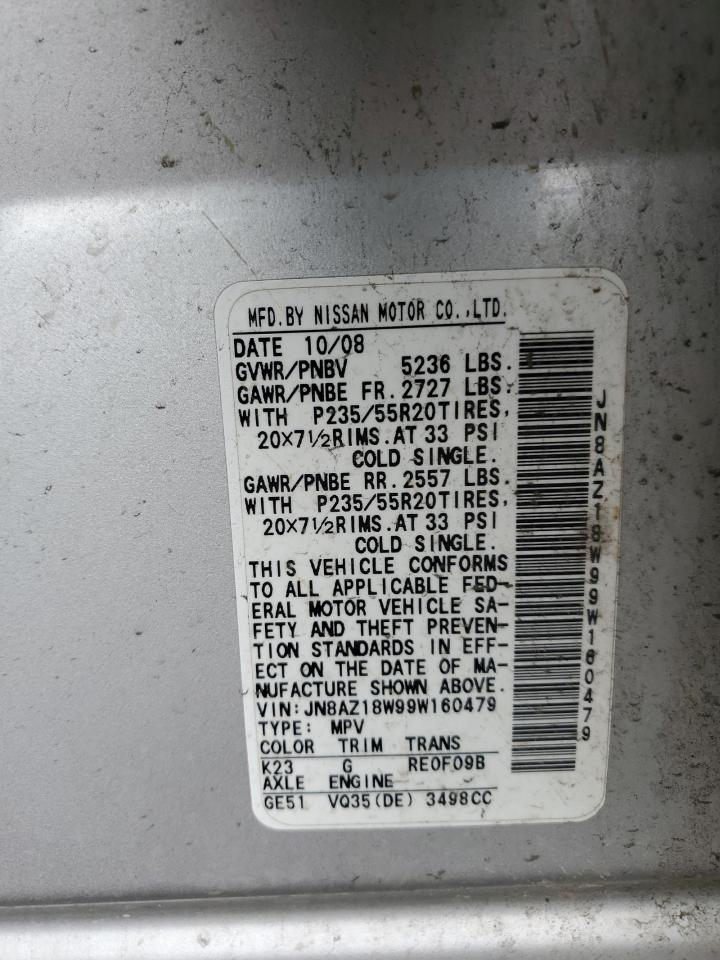 MFD.BY NISSAN MOTOR CO.,LTD.
DATE 10/08
GVWR/PNBV 5236 LBS.
GAWR/PNBE FR.2727 LBS.
WITH P235/55R20TIRES,
20×7½RIMS.AT 33 PSI
COLD SINGLE.
GAWR/PNBE RR.2557 LBS.
WITH P235/55R20TIRES,
20×7½RIMS.AT 33 PSI
COLD SINGLE.
THIS VEHICLE CONFORMS
TO ALL APPLICABLE FED-
ERAL MOTOR VEHICLE SA-
FETY AND THEFT PREVEN-
TION STANDARDS IN EFF-
ECT ON THE DATE OF MA-
NUFACTURE SHOWN ABOVE.
VIN:JN8AZ18W99W160479
TYPE: MPV
COLOR TRIM TRANS
K23 G RE0F09B
AXLE ENGINE
GE51 VQ35(DE) 3498CC
JN8AZ18W99W160479